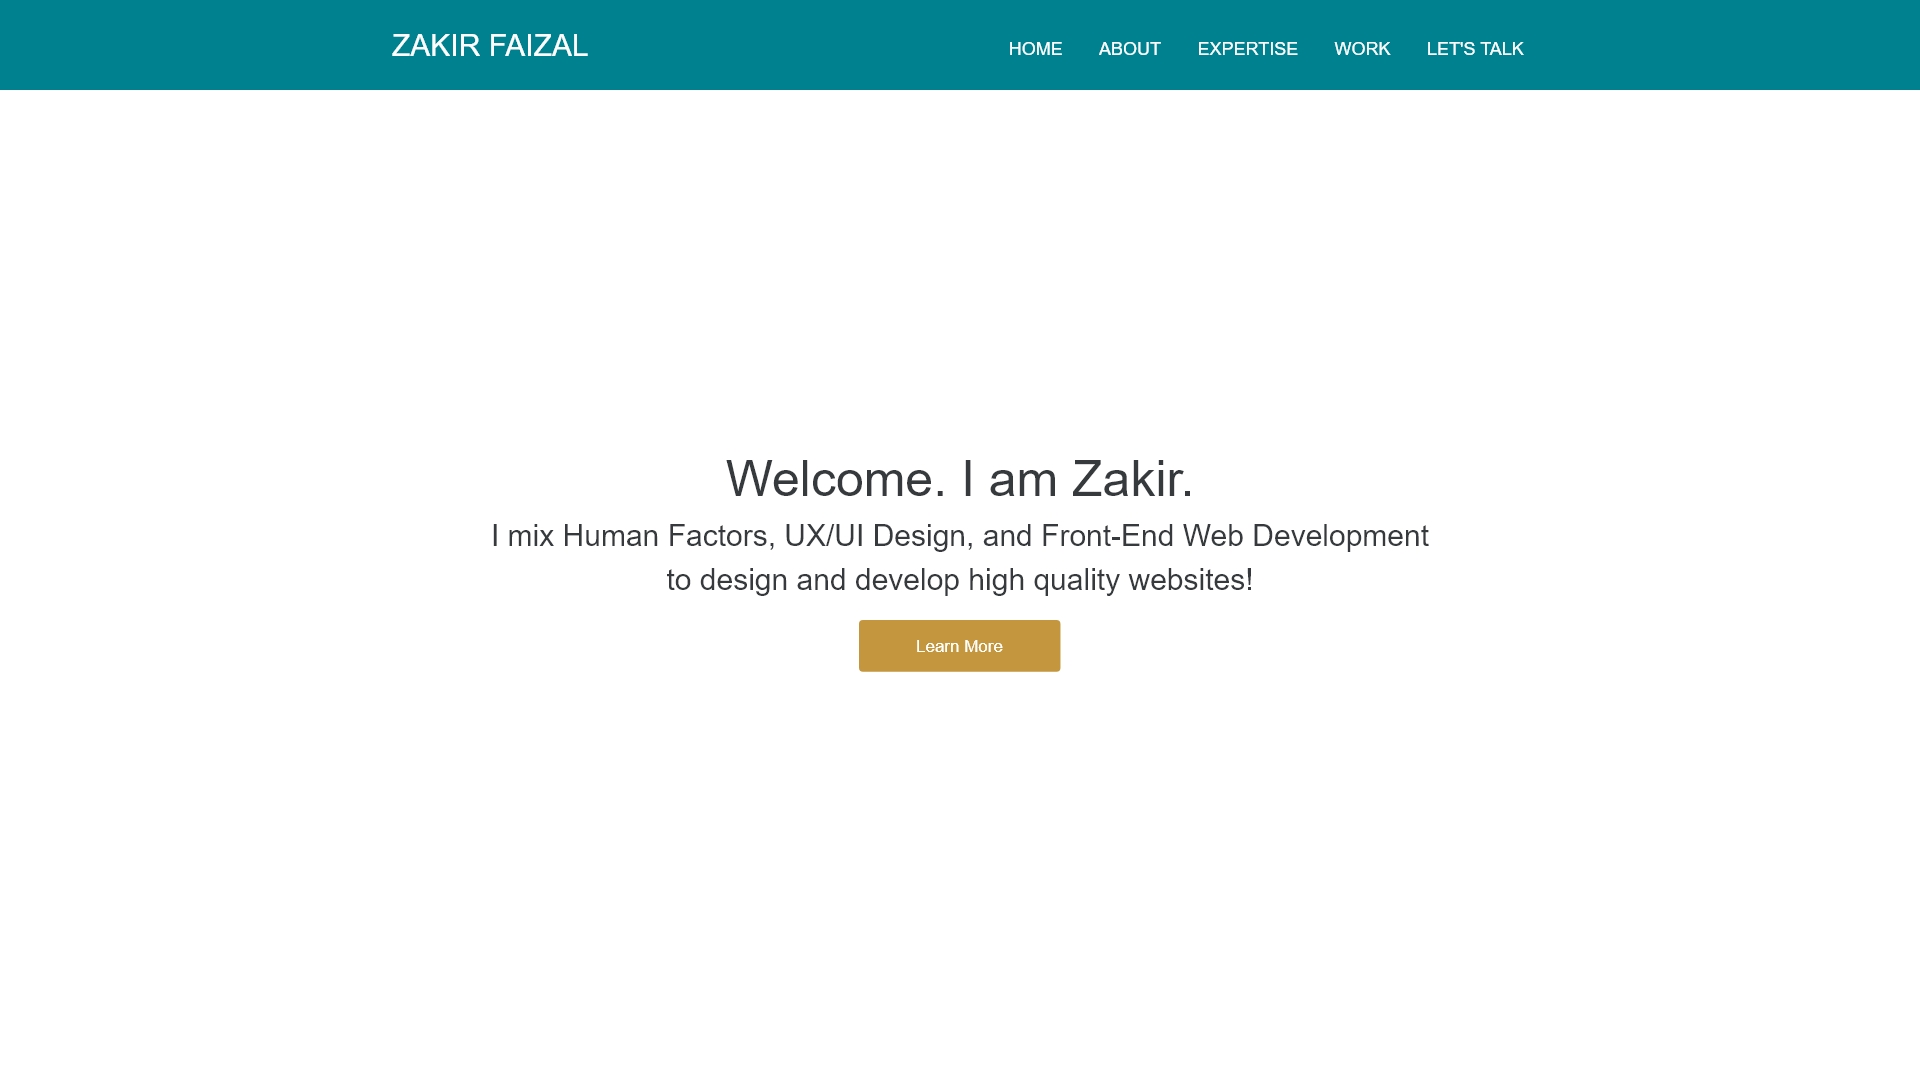 ZAKIR FAIZAL
HOME ABOUT EXPERTISE WORK LET'S TALK
Welcome. I am Zakir.
I mix Human Factors, UX/UI Design, and Front-End Web Development
to design and develop high quality websites!
Learn More